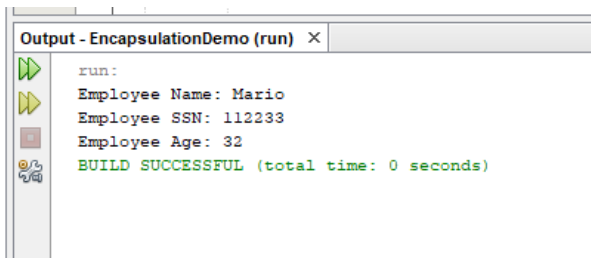 Output - EncapsulationDemo (run) ×
run:
Employee Name: Mario
Employee SSN: 112233
Employee Age: 32
BUILD SUCCESSFUL (total time: 0 seconds)